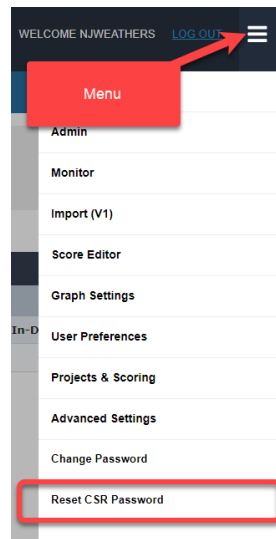 WELCOME NJWEATHERS LOG OUT
Menu
Admin
Monitor
Import (V1)
Score Editor
Graph Settings
In-D
User Preferences
Projects & Scoring
Advanced Settings
Change Password
Reset CSR Password